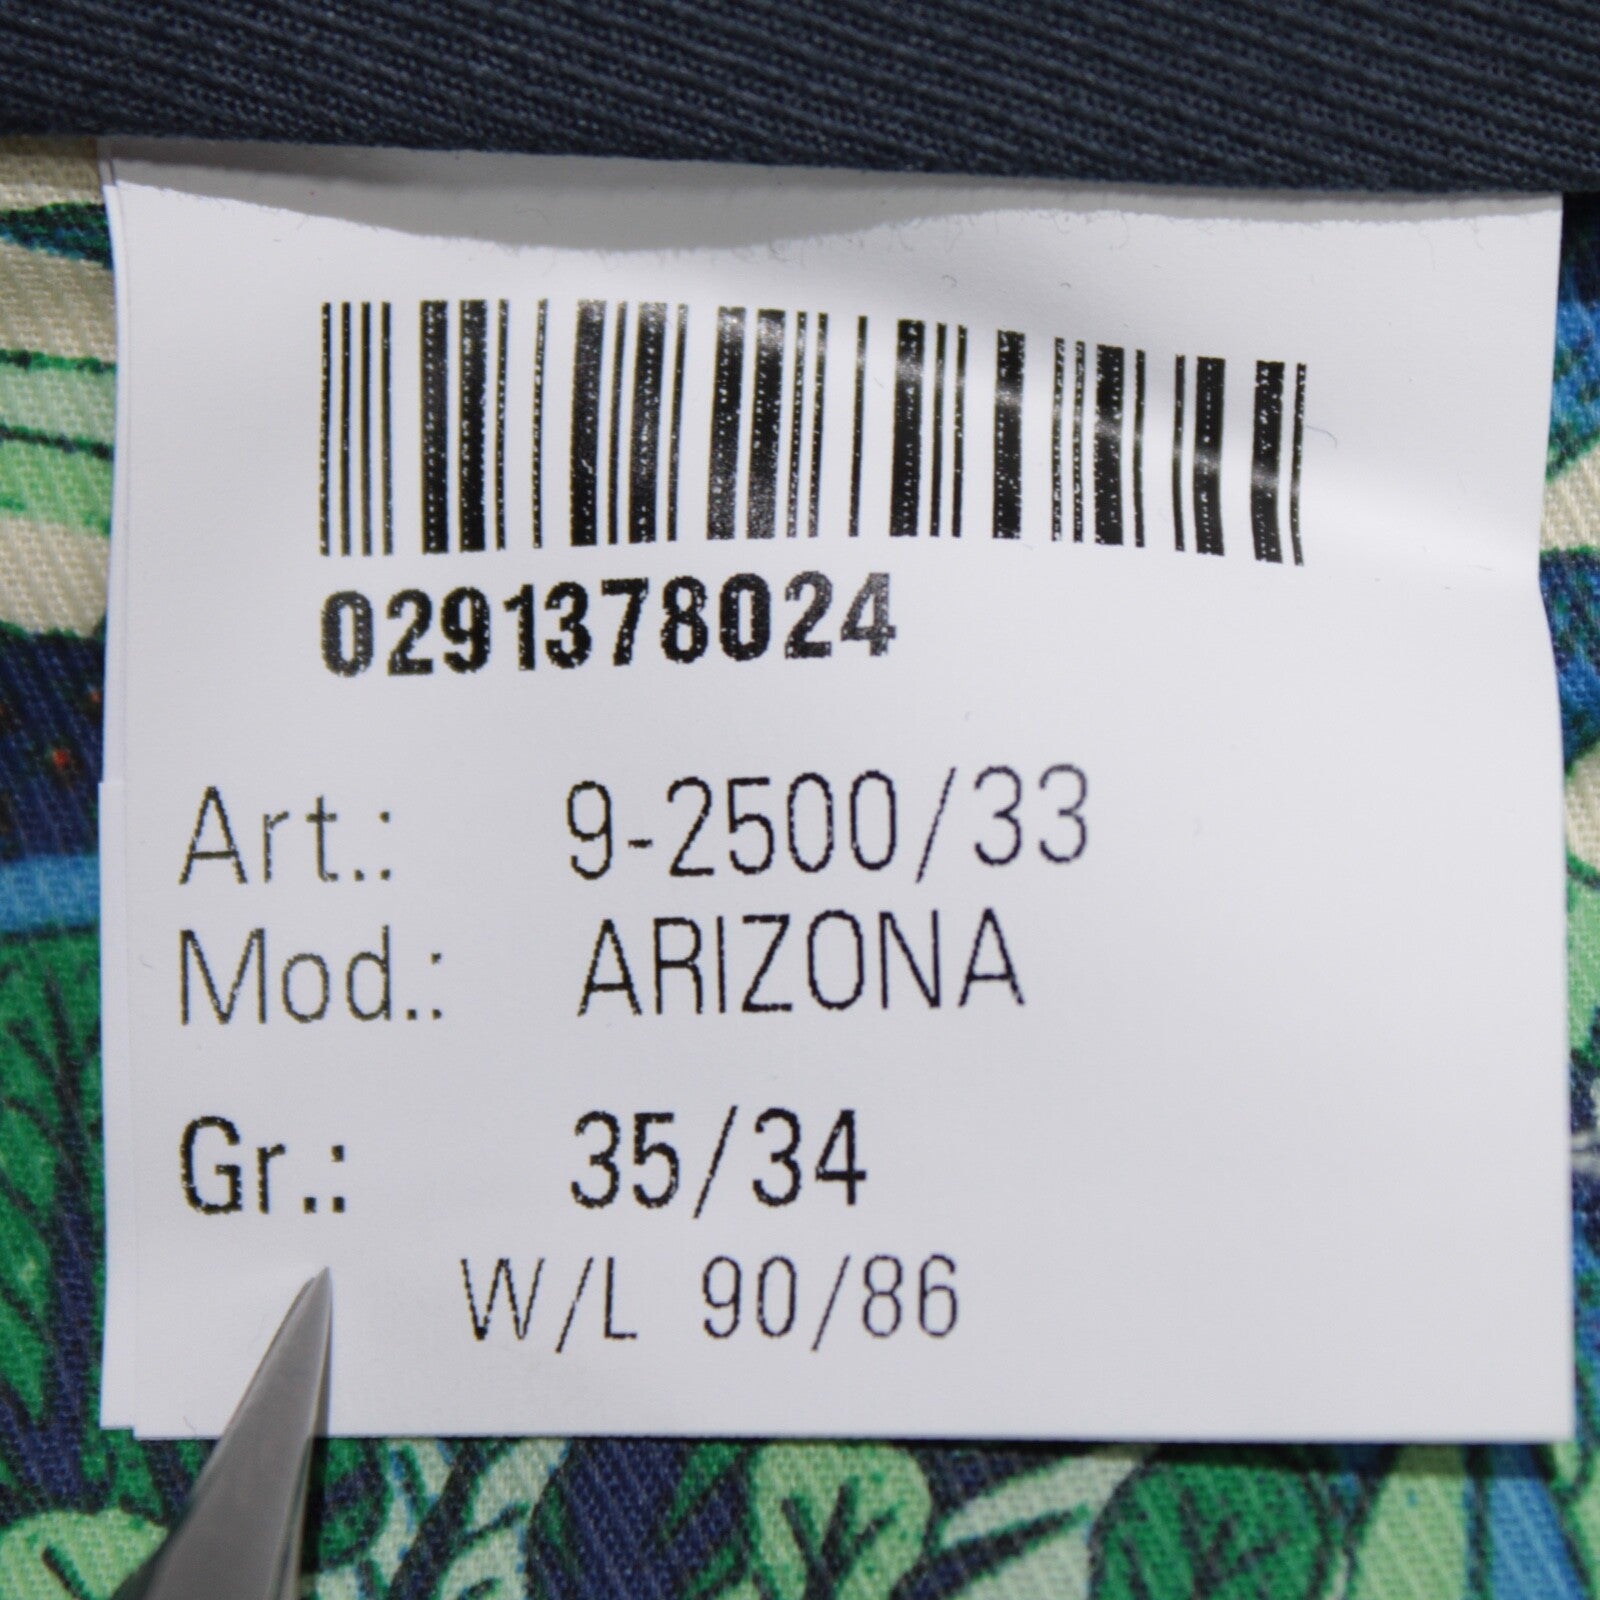 0291378024
Art.: 9-2500/33
Mod.: ARIZONA
Gr.: 35/34
W/L 90/86